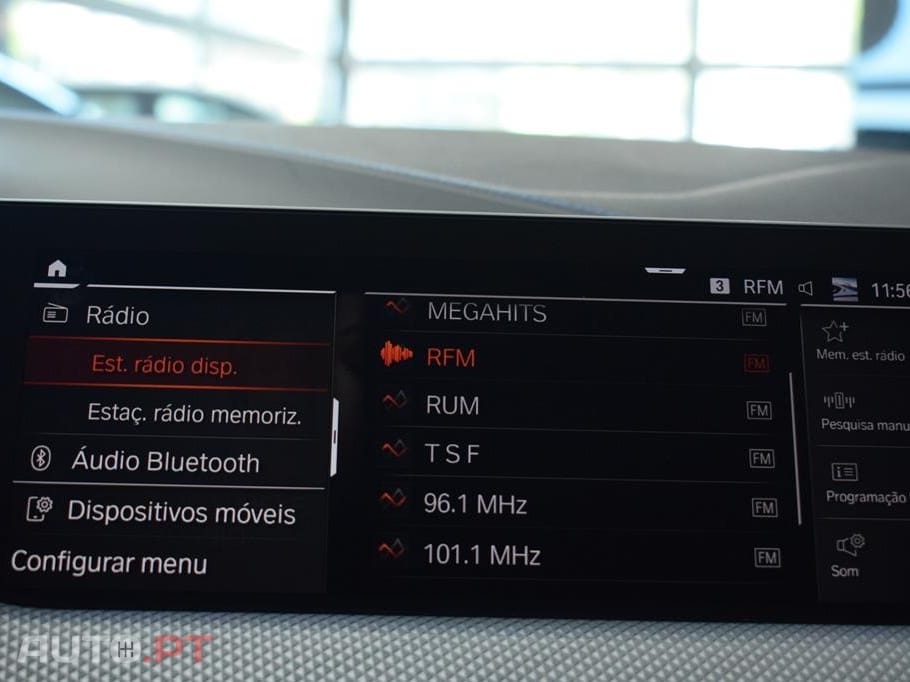 3 RFM 11:56
Rádio
Est. rádio disp.
Estaç. rádio memoriz.
Áudio Bluetooth
Dispositivos móveis
Configurar menu
MEGAHITS FM
RFM FM
RUM FM
T S F FM
96.1 MHz FM
101.1 MHz FM
Mem. est. rádio
Pesquisa manu
Programação
Som
AUTO.PT